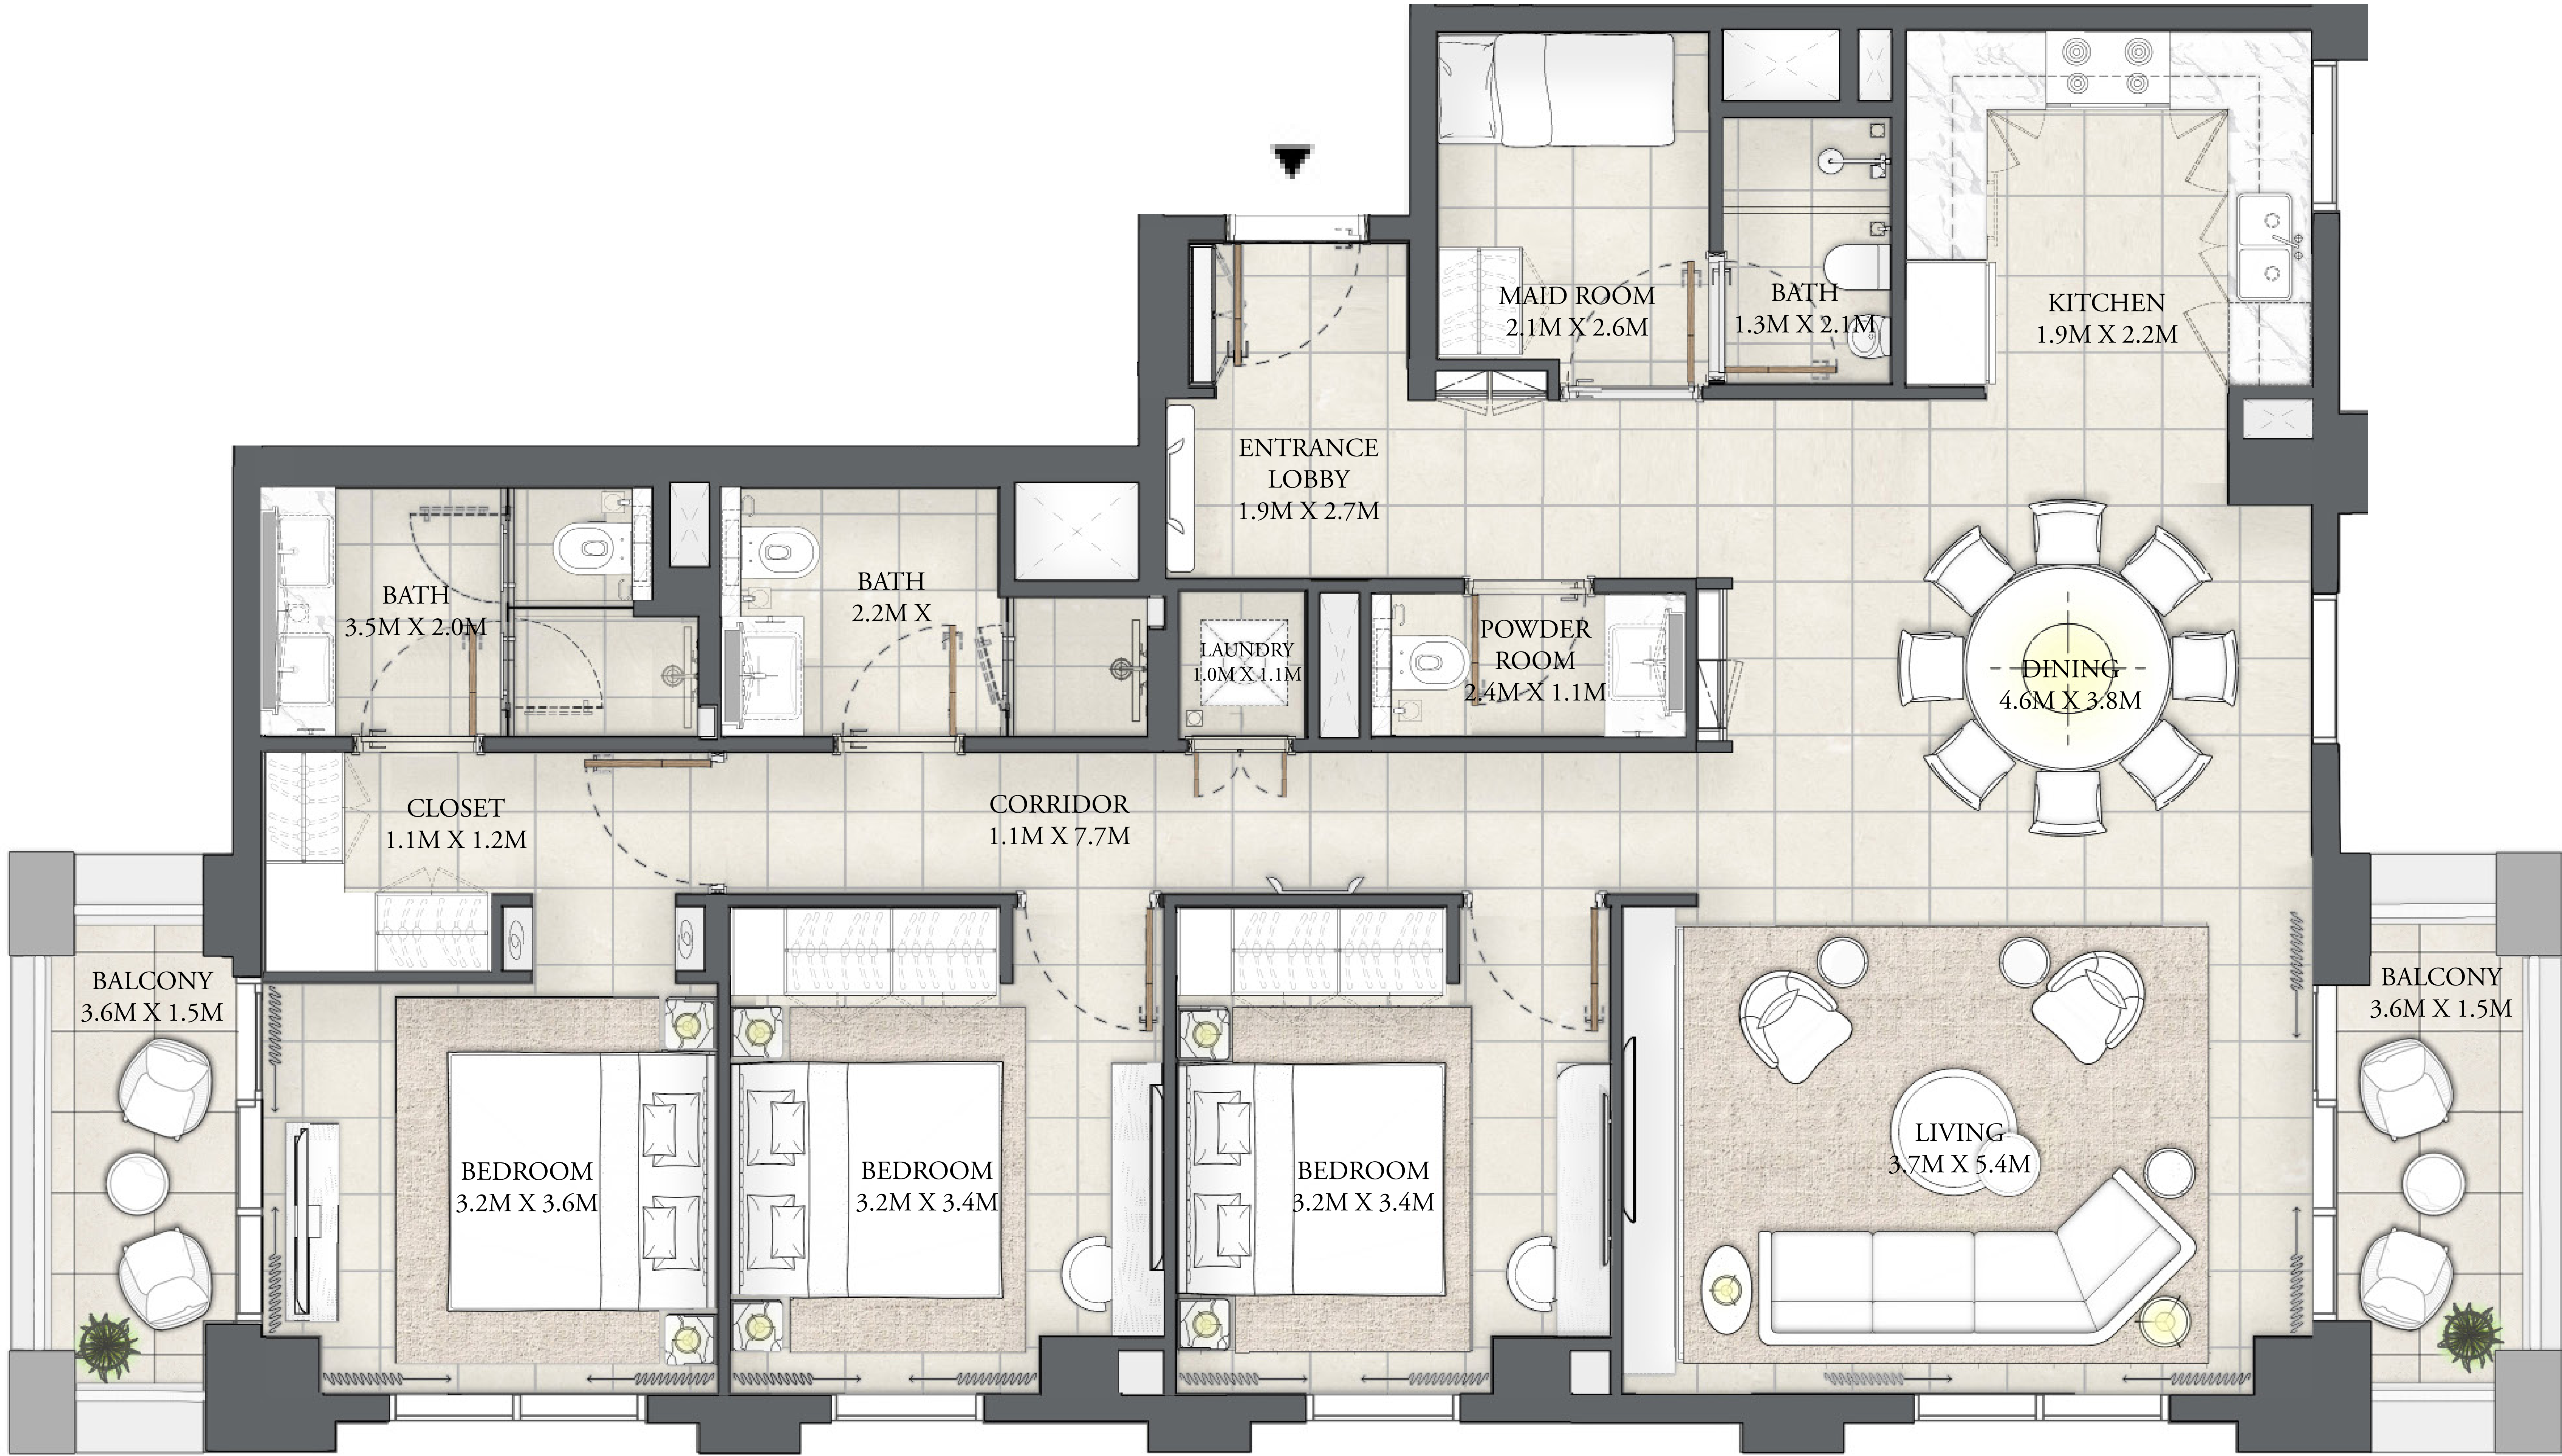 MAID ROOM
2.1M X 2.6M
BATH
1.3M X 2.1M
KITCHEN
1.9M X 2.2M
ENTRANCE
LOBBY
1.9M X 2.7M
BATH
3.5M X 2.0M
BATH
2.2M X
LAUNDRY
1.0M X 1.1M
POWDER
ROOM
2.4M X 1.1M
DINING
4.6M X 3.8M
CLOSET
1.1M X 1.2M
CORRIDOR
1.1M X 7.7M
BALCONY
3.6M X 1.5M
BEDROOM
3.2M X 3.6M
BEDROOM
3.2M X 3.4M
BEDROOM
3.2M X 3.4M
LIVING
3.7M X 5.4M
BALCONY
3.6M X 1.5M